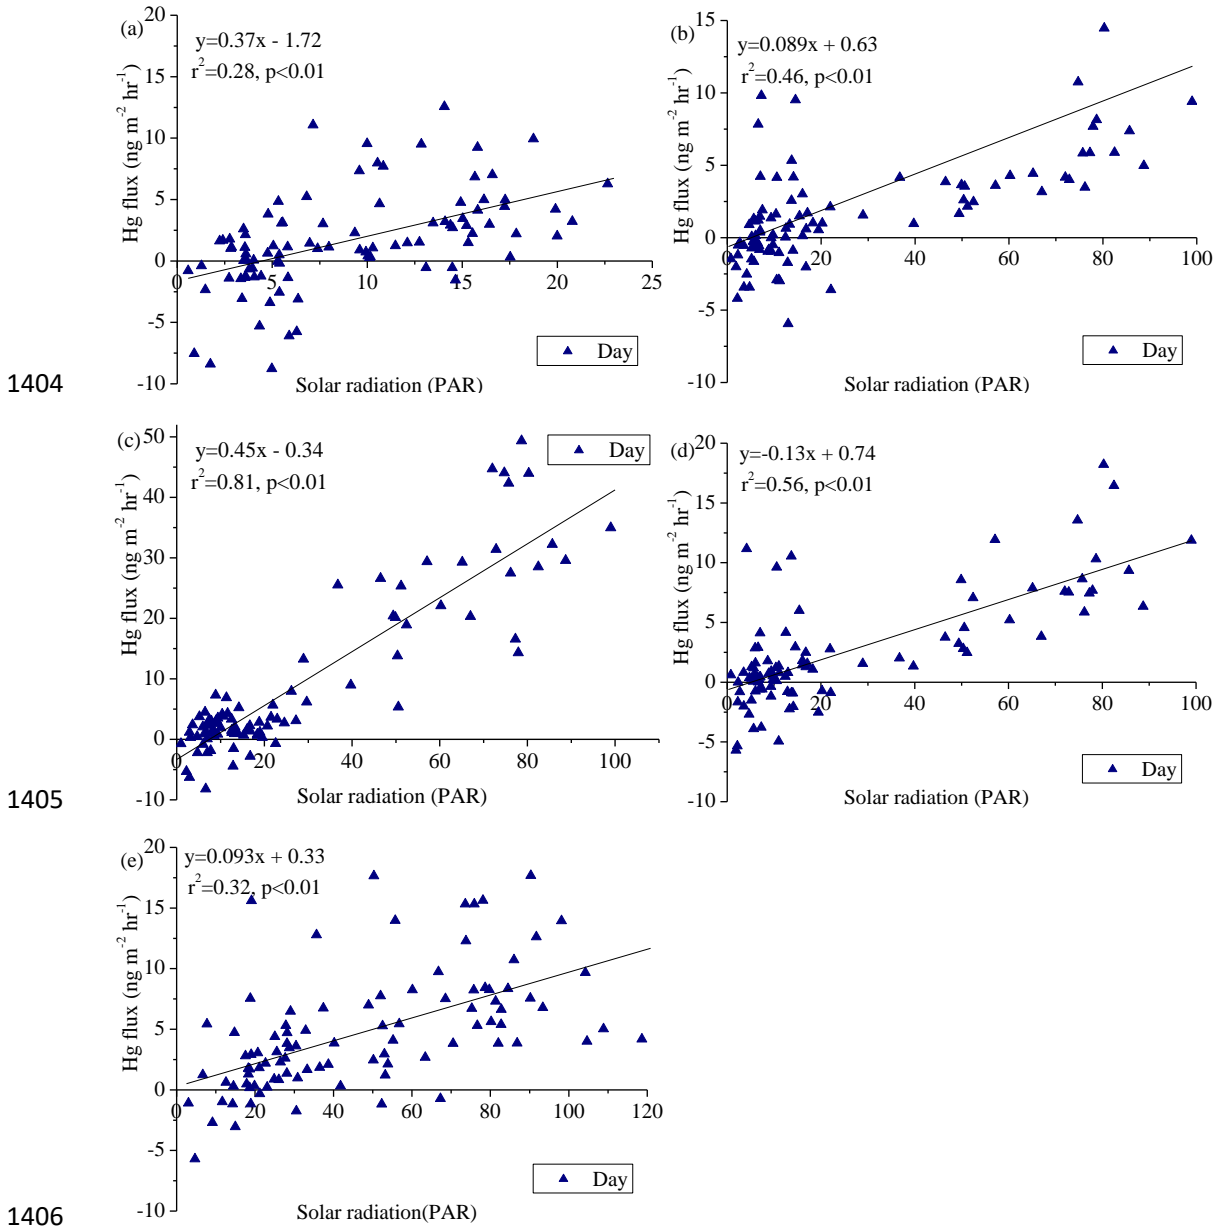 (a)
y=0.37x - 1.72
r²=0.28, p<0.01
Hg flux (ng m⁻² hr⁻¹)
20
15
10
5
0
-5
-10
0 5 10 15 20 25
Day
Solar radiation (PAR)
(b)
y=0.089x + 0.63
r²=0.46, p<0.01
Hg flux (ng m⁻² hr⁻¹)
15
10
5
0
-5
-10
0 20 40 60 80 100
Day
Solar radiation (PAR)
1404
(c)
y=0.45x - 0.34
r²=0.81, p<0.01
Hg flux (ng m⁻² hr⁻¹)
50
40
30
20
10
0
-10
0 20 40 60 80 100
Day
Solar radiation (PAR)
(d)
y=-0.13x + 0.74
r²=0.56, p<0.01
Hg flux (ng m⁻² hr⁻¹)
20
15
10
5
0
-5
-10
0 20 40 60 80 100
Day
Solar radiation (PAR)
1405
(e)
y=0.093x + 0.33
r²=0.32, p<0.01
Hg flux (ng m⁻² hr⁻¹)
20
15
10
5
0
-5
-10
0 20 40 60 80 100 120
Day
Solar radiation(PAR)
1406